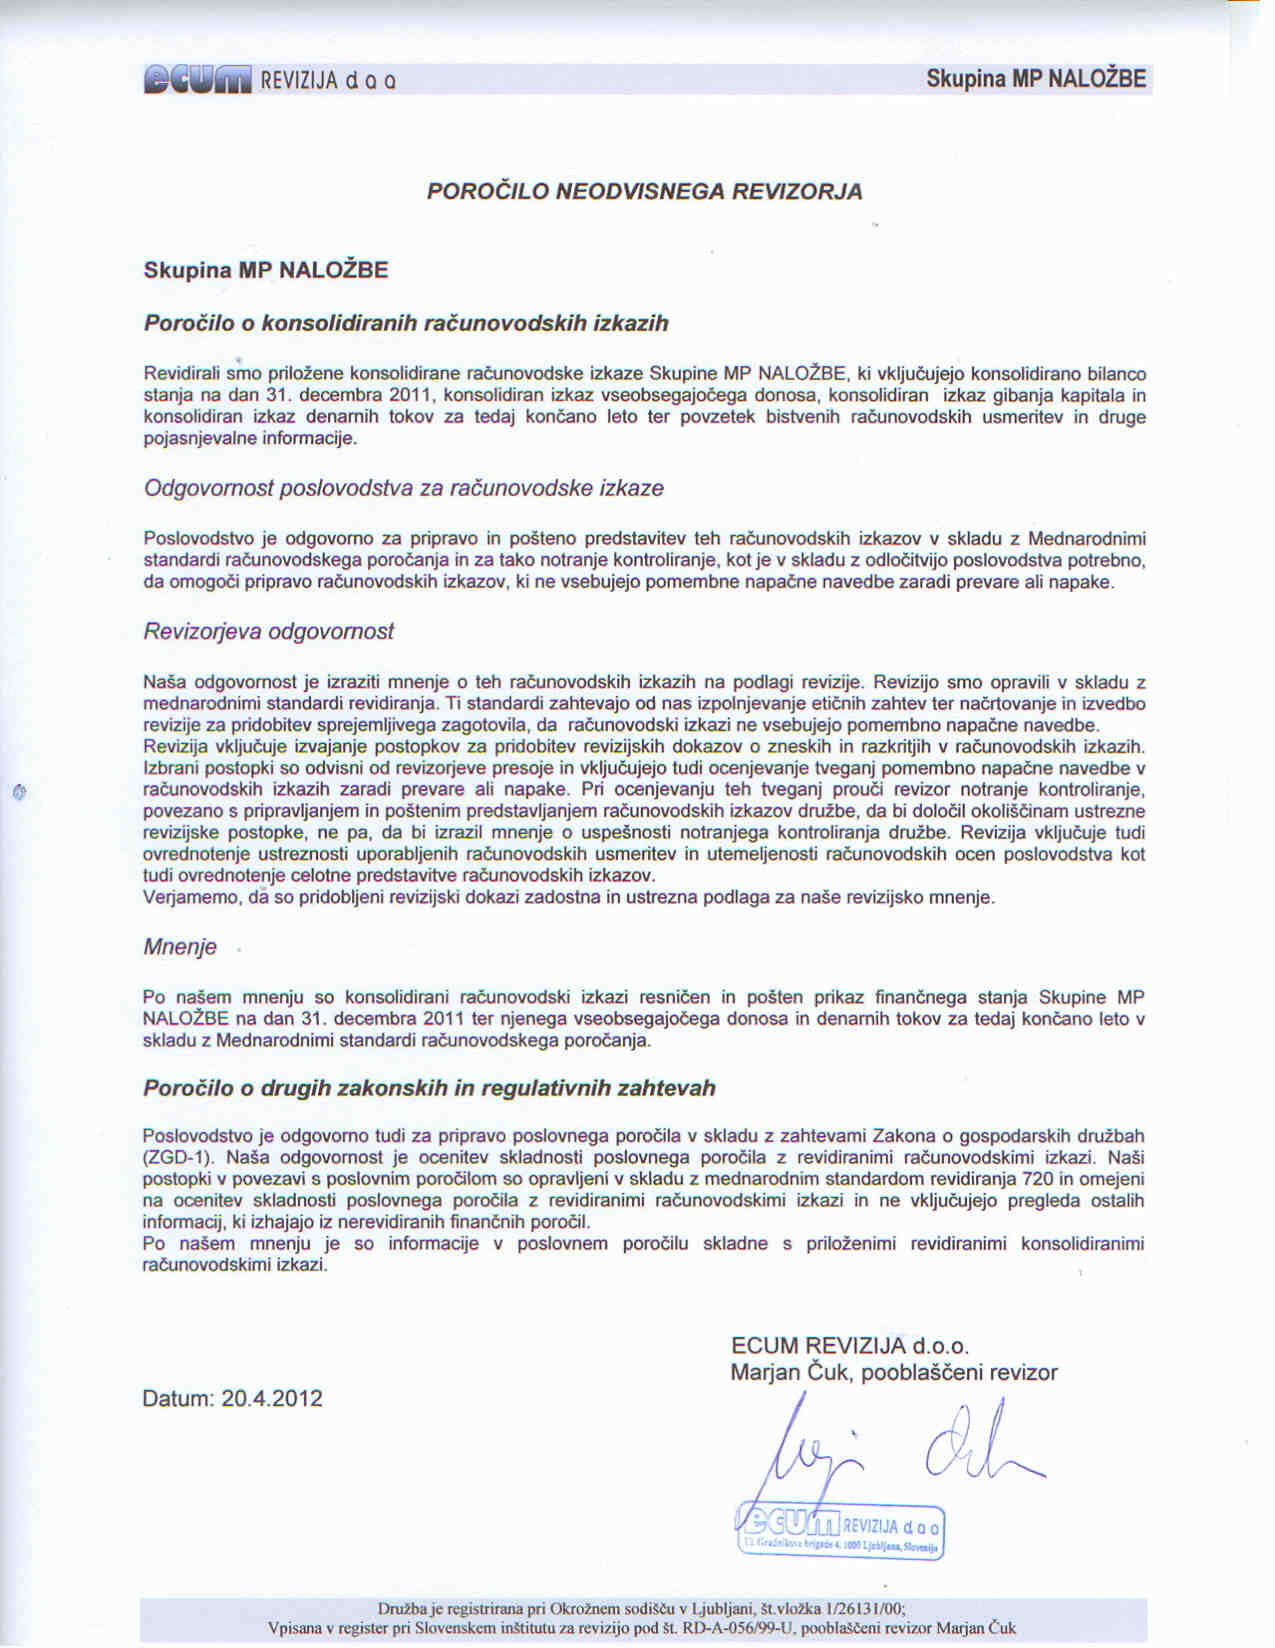 ecum REVIZIJA d o o
Skupina MP NALOŽBE
POROČILO NEODVISNEGA REVIZORJA
Skupina MP NALOŽBE
Poročilo o konsolidiranih računovodskih izkazih
Revidirali smo priložene konsolidirane računovodske izkaze Skupine MP NALOŽBE, ki vključujejo konsolidirano bilanco
stanja na dan 31. decembra 2011, konsolidiran izkaz vseobsegajočega donosa, konsolidiran izkaz gibanja kapitala in
konsolidiran izkaz denarnih tokov za tedaj končano leto ter povzetek bistvenih računovodskih usmeritev in druge
pojasnjevalne informacije.
Odgovornost poslovodstva za računovodske izkaze
Poslovodstvo je odgovorno za pripravo in pošteno predstavitev teh računovodskih izkazov v skladu z Mednarodnimi
standardi računovodskega poročanja in za tako notranje kontroliranje, kot je v skladu z odločitvijo poslovodstva potrebno,
da omogoči pripravo računovodskih izkazov, ki ne vsebujejo pomembne napačne navedbe zaradi prevare ali napake.
Revizorjeva odgovornost
Naša odgovornost je izraziti mnenje o teh računovodskih izkazih na podlagi revizije. Revizijo smo opravili v skladu z
mednarodnimi standardi revidiranja. Ti standardi zahtevajo od nas izpolnjevanje etičnih zahtev ter načrtovanje in izvedbo
revizije za pridobitev sprejemljivega zagotovila, da računovodski izkazi ne vsebujejo pomembno napačne navedbe.
Revizija vključuje izvajanje postopkov za pridobitev revizijskih dokazov o zneskih in razkritjih v računovodskih izkazih.
Izbrani postopki so odvisni od revizorjeve presoje in vključujejo tudi ocenjevanje tveganj pomembno napačne navedbe v
računovodskih izkazih zaradi prevare ali napake. Pri ocenjevanju teh tveganj prouči revizor notranje kontroliranje,
povezano s pripravljanjem in poštenim predstavljanjem računovodskih izkazov družbe, da bi določil okoliščinam ustrezne
revizijske postopke, ne pa, da bi izrazil mnenje o uspešnosti notranjega kontroliranja družbe. Revizija vključuje tudi
ovrednotenje ustreznosti uporabljenih računovodskih usmeritev in utemeljenosti računovodskih ocen poslovodstva kot
tudi ovrednotenje celotne predstavitve računovodskih izkazov.
Verjamemo, da so pridobljeni revizijski dokazi zadostna in ustrezna podlaga za naše revizijsko mnenje.
Mnenje
Po našem mnenju so konsolidirani računovodski izkazi resničen in pošten prikaz finančnega stanja Skupine MP
NALOŽBE na dan 31. decembra 2011 ter njenega vseobsegajočega donosa in denarnih tokov za tedaj končano leto v
skladu z Mednarodnimi standardi računovodskega poročanja.
Poročilo o drugih zakonskih in regulativnih zahtevah
Poslovodstvo je odgovorno tudi za pripravo poslovnega poročila v skladu z zahtevami Zakona o gospodarskih družbah
(ZGD-1). Naša odgovornost je ocenitev skladnosti poslovnega poročila z revidiranimi računovodskimi izkazi. Naši
postopki v povezavi s poslovnim poročilom so opravljeni v skladu z mednarodnim standardom revidiranja 720 in omejeni
na ocenitev skladnosti poslovnega poročila z revidiranimi računovodskimi izkazi in ne vključujejo pregleda ostalih
informacij, ki izhajajo iz nerevidiranih finančnih poročil.
Po našem mnenju je so informacije v poslovnem poročilu skladne s priloženimi revidiranimi konsolidiranimi
računovodskimi izkazi.
ECUM REVIZIJA d.o.o.
Marjan Čuk, pooblaščeni revizor
Datum: 20.4.2012
ecum REVIZIJA d o o
Gradnikove brigade 4, 1000 Ljubljana, Slovenija
Družba je registrirana pri Okrožnem sodišču v Ljubljani, št.vložka 1/26131/00;
Vpisana v register pri Slovenskem inštitutu za revizijo pod št. RD-A-056/99-U, pooblaščeni revizor Marjan Čuk